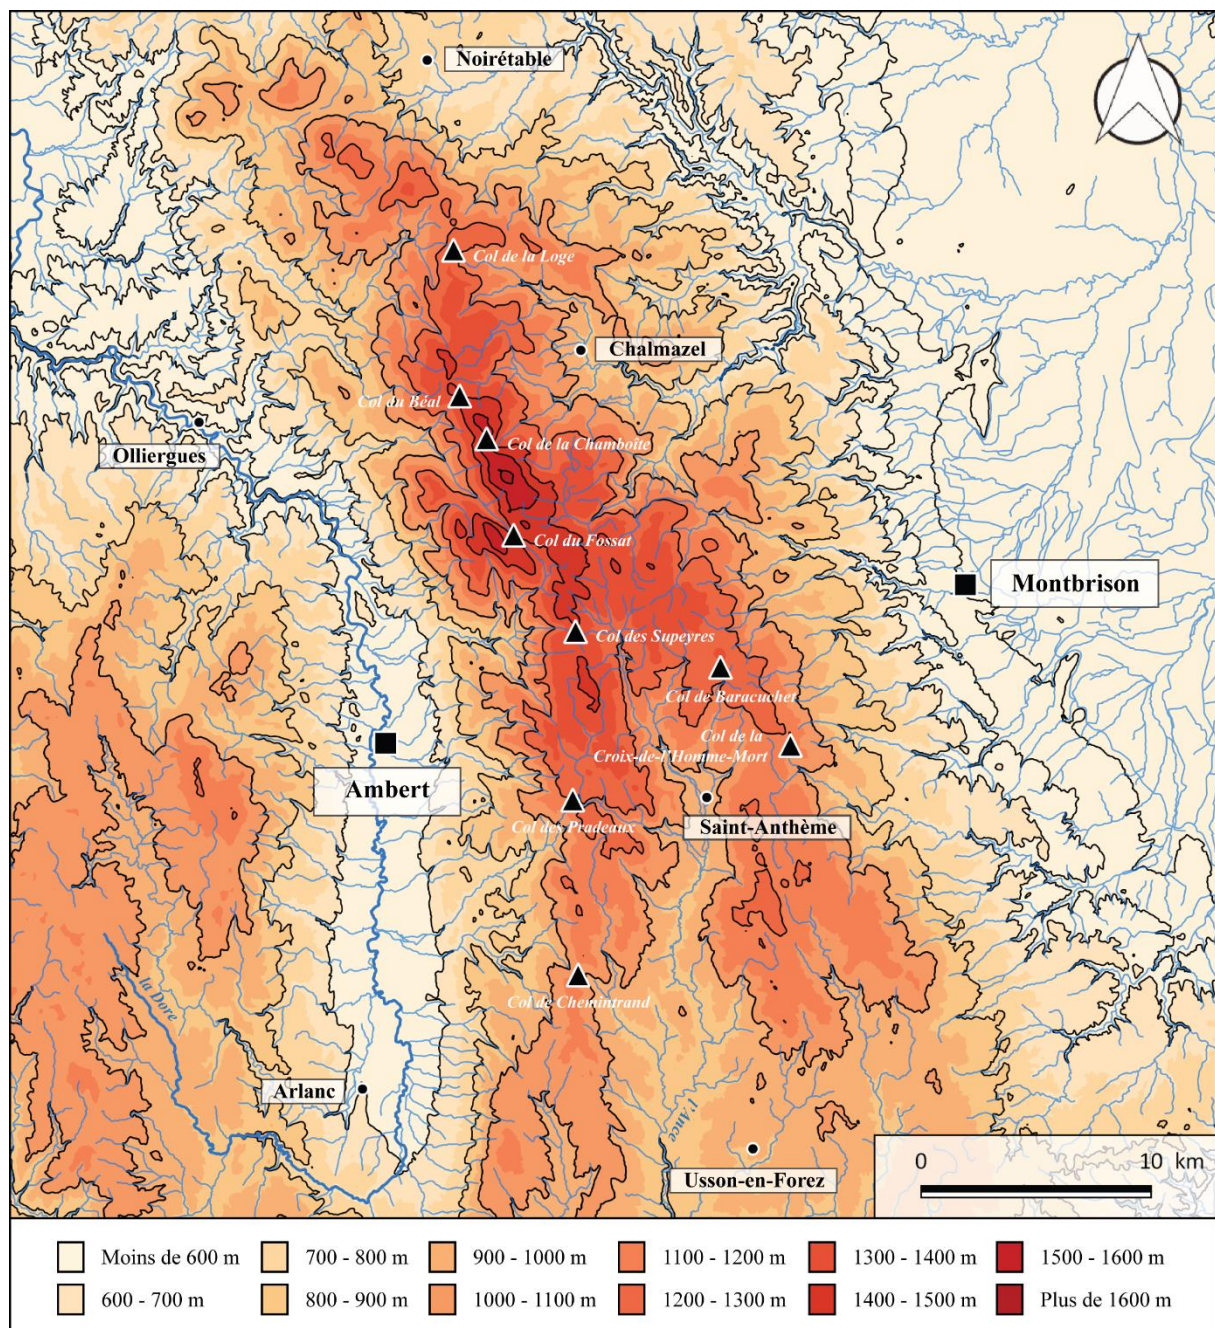 Noirétable
Col de la Loge
Chalmazel
Col du Béal
Col de la Chamboite
Olliergues
Col du Fossat
Montbrison
Col des Supeyres
Col de Baracuchet
Col de la
Croix-de-l'Homme-Mort
Ambert
Col des Pradeaux
Saint-Anthème
la Dore
Col de Chemintrand
Arlanc
l'Ance
Usson-en-Forez
0 10 km
Moins de 600 m 700 - 800 m 900 - 1000 m 1100 - 1200 m 1300 - 1400 m 1500 - 1600 m
600 - 700 m 800 - 900 m 1000 - 1100 m 1200 - 1300 m 1400 - 1500 m Plus de 1600 m